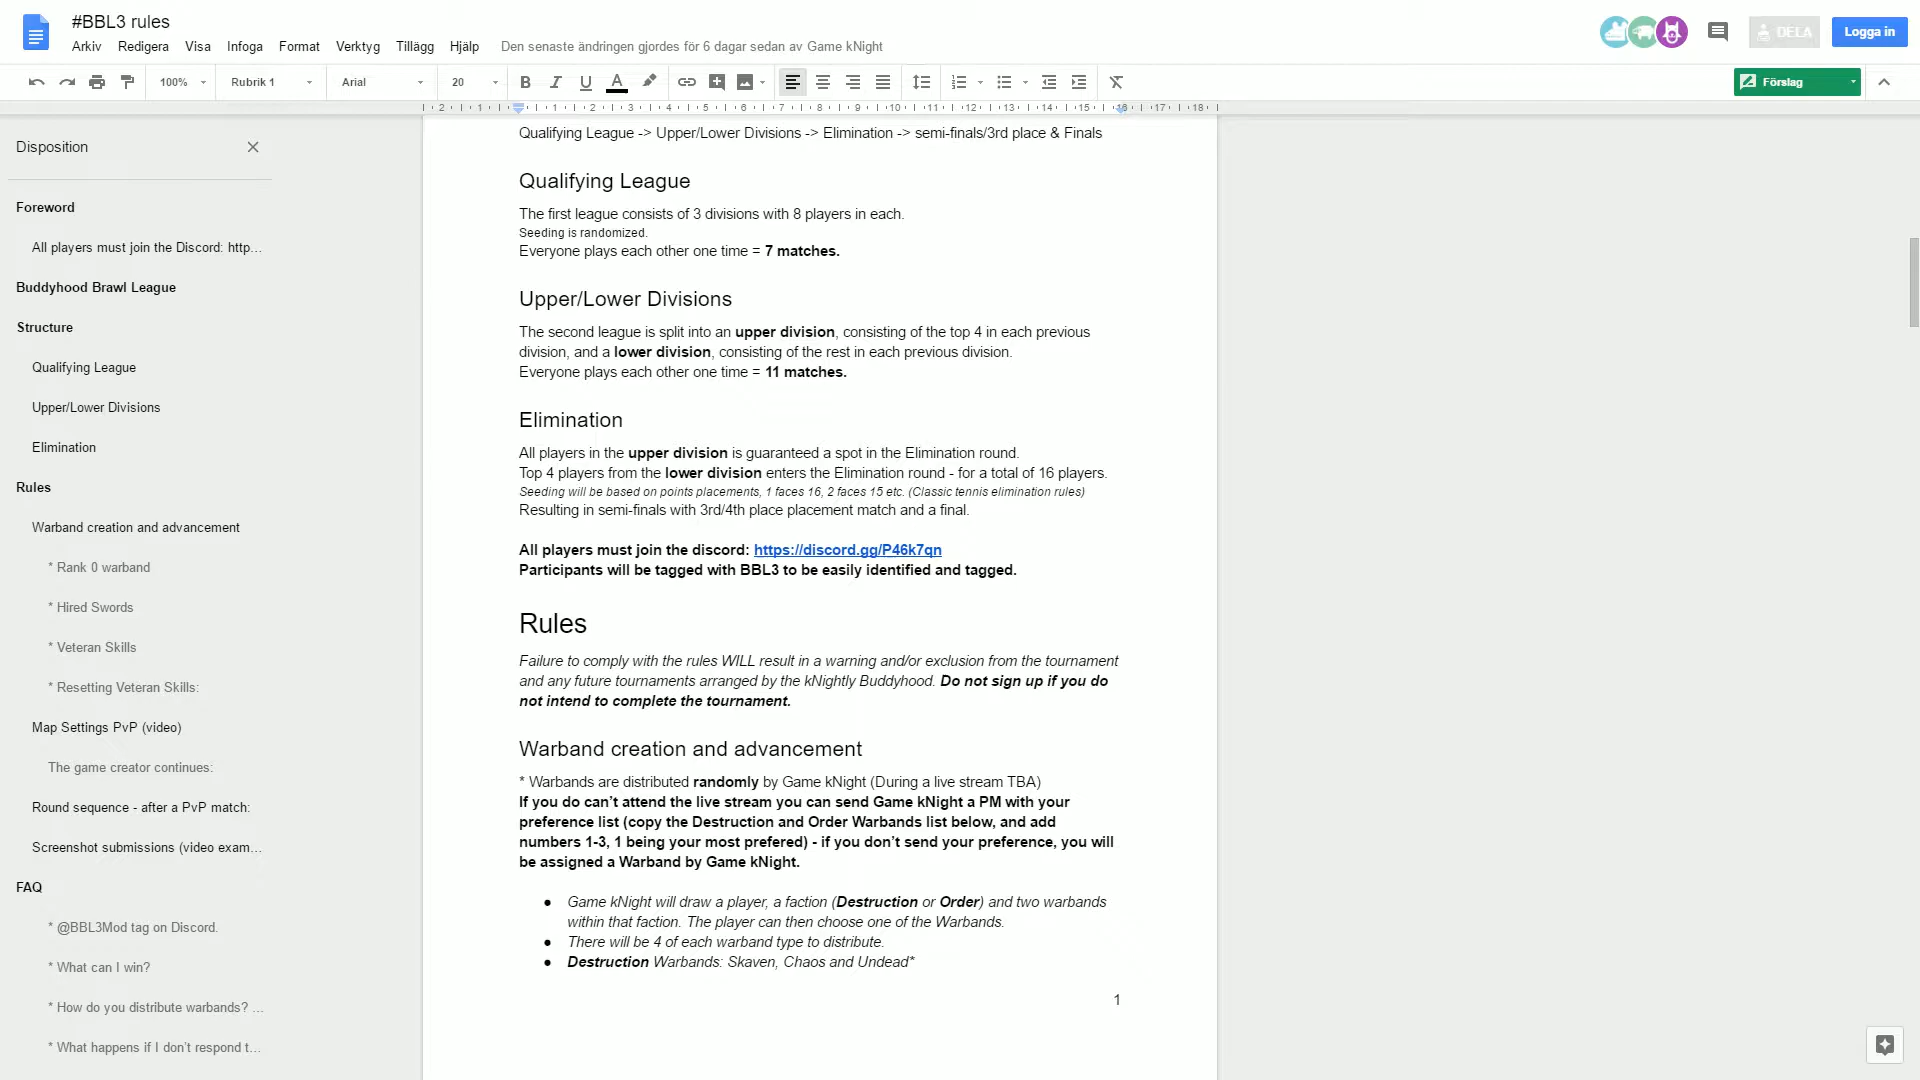 #BBL3 rules
Arkiv Redigera Visa Infoga Format Verktyg Tillägg Hjälp Den senaste ändringen gjordes för 6 dagar sedan av Game kNight
DELA
Logga in
100% Rubrik 1 Arial 20 B I U A Förslag
2 1 1 2 3 4 5 6 7 8 9 10 11 12 13 14 15 16 17 18
Disposition
Foreword
All players must join the Discord: http...
Buddyhood Brawl League
Structure
Qualifying League
Upper/Lower Divisions
Elimination
Rules
Warband creation and advancement
* Rank 0 warband
* Hired Swords
* Veteran Skills
* Resetting Veteran Skills:
Map Settings PvP (video)
The game creator continues:
Round sequence - after a PvP match:
Screenshot submissions (video exam...
FAQ
* @BBL3Mod tag on Discord.
* What can I win?
* How do you distribute warbands? ...
* What happens if I don't respond t...
Qualifying League -> Upper/Lower Divisions -> Elimination -> semi-finals/3rd place & Finals
Qualifying League
The first league consists of 3 divisions with 8 players in each.
Seeding is randomized.
Everyone plays each other one time = 7 matches.
Upper/Lower Divisions
The second league is split into an upper division, consisting of the top 4 in each previous
division, and a lower division, consisting of the rest in each previous division.
Everyone plays each other one time = 11 matches.
Elimination
All players in the upper division is guaranteed a spot in the Elimination round.
Top 4 players from the lower division enters the Elimination round - for a total of 16 players.
Seeding will be based on points placements, 1 faces 16, 2 faces 15 etc. (Classic tennis elimination rules)
Resulting in semi-finals with 3rd/4th place placement match and a final.
All players must join the discord: https://discord.gg/P46k7qn
Participants will be tagged with BBL3 to be easily identified and tagged.
Rules
Failure to comply with the rules WILL result in a warning and/or exclusion from the tournament
and any future tournaments arranged by the kNightly Buddyhood. Do not sign up if you do
not intend to complete the tournament.
Warband creation and advancement
* Warbands are distributed randomly by Game kNight (During a live stream TBA)
If you do can't attend the live stream you can send Game kNight a PM with your
preference list (copy the Destruction and Order Warbands list below, and add
numbers 1-3, 1 being your most prefered) - if you don't send your preference, you will
be assigned a Warband by Game kNight.
● Game kNight will draw a player, a faction (Destruction or Order) and two warbands
within that faction. The player can then choose one of the Warbands.
● There will be 4 of each warband type to distribute.
● Destruction Warbands: Skaven, Chaos and Undead*
1